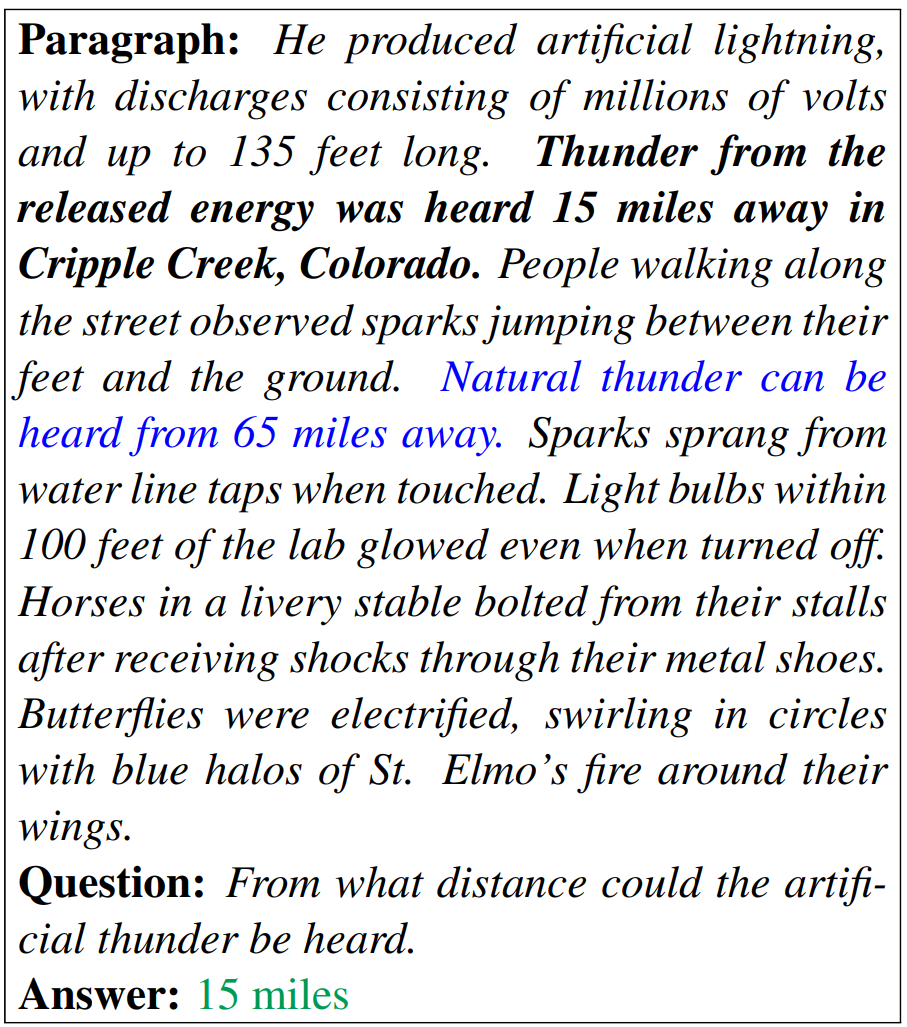 Paragraph: He produced artificial lightning,
with discharges consisting of millions of volts
and up to 135 feet long. Thunder from the
released energy was heard 15 miles away in
Cripple Creek, Colorado. People walking along
the street observed sparks jumping between their
feet and the ground. Natural thunder can be
heard from 65 miles away. Sparks sprang from
water line taps when touched. Light bulbs within
100 feet of the lab glowed even when turned off.
Horses in a livery stable bolted from their stalls
after receiving shocks through their metal shoes.
Butterflies were electrified, swirling in circles
with blue halos of St. Elmo's fire around their
wings.
Question: From what distance could the artifi-
cial thunder be heard.
Answer: 15 miles